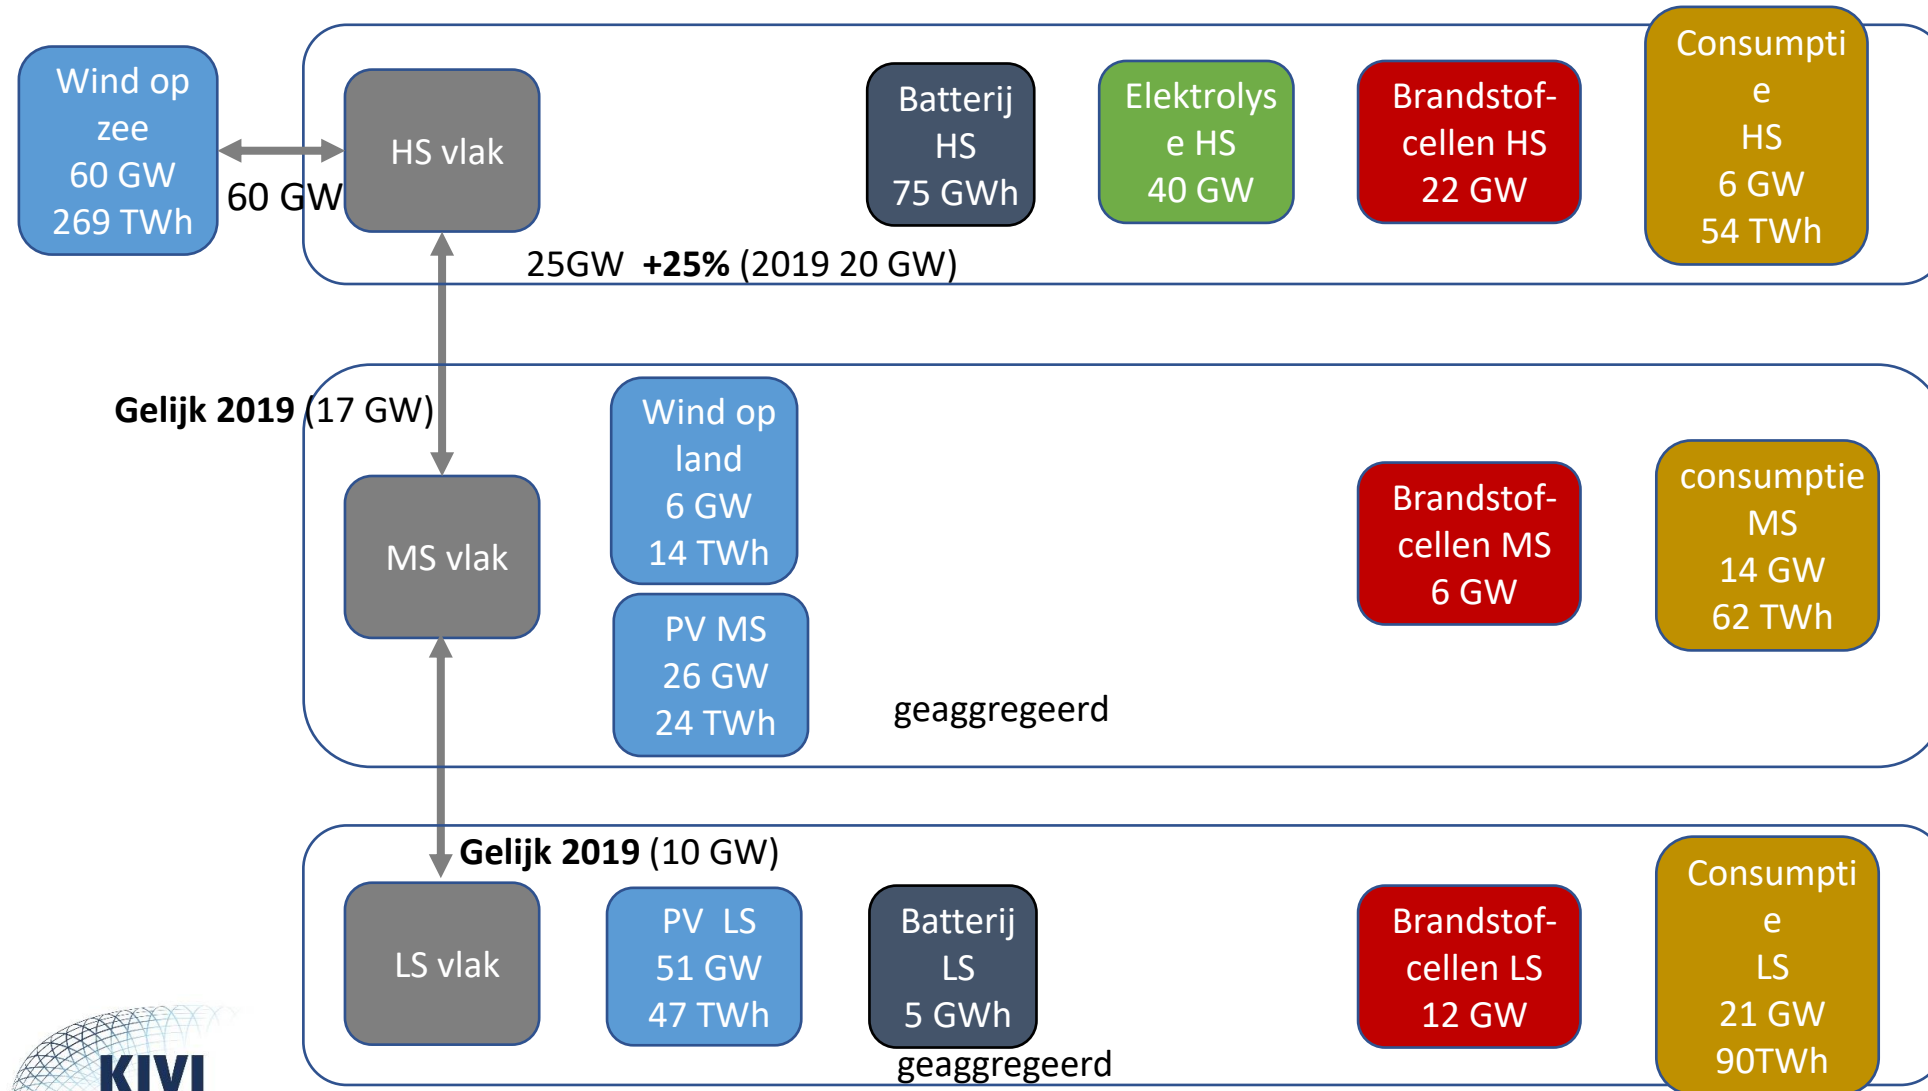 Wind op
zee
60 GW
269 TWh
60 GW
HS vlak
Batterij
HS
75 GWh
Elektrolys
e HS
40 GW
Brandstof-
cellen HS
22 GW
Consumpti
e
HS
6 GW
54 TWh
25GW +25% (2019 20 GW)
Gelijk 2019 (17 GW)
MS vlak
Wind op
land
6 GW
14 TWh
PV MS
26 GW
24 TWh
geaggregeerd
Brandstof-
cellen MS
6 GW
consumptie
MS
14 GW
62 TWh
Gelijk 2019 (10 GW)
LS vlak
PV LS
51 GW
47 TWh
Batterij
LS
5 GWh
geaggregeerd
Brandstof-
cellen LS
12 GW
Consumpti
e
LS
21 GW
90TWh
KIVI